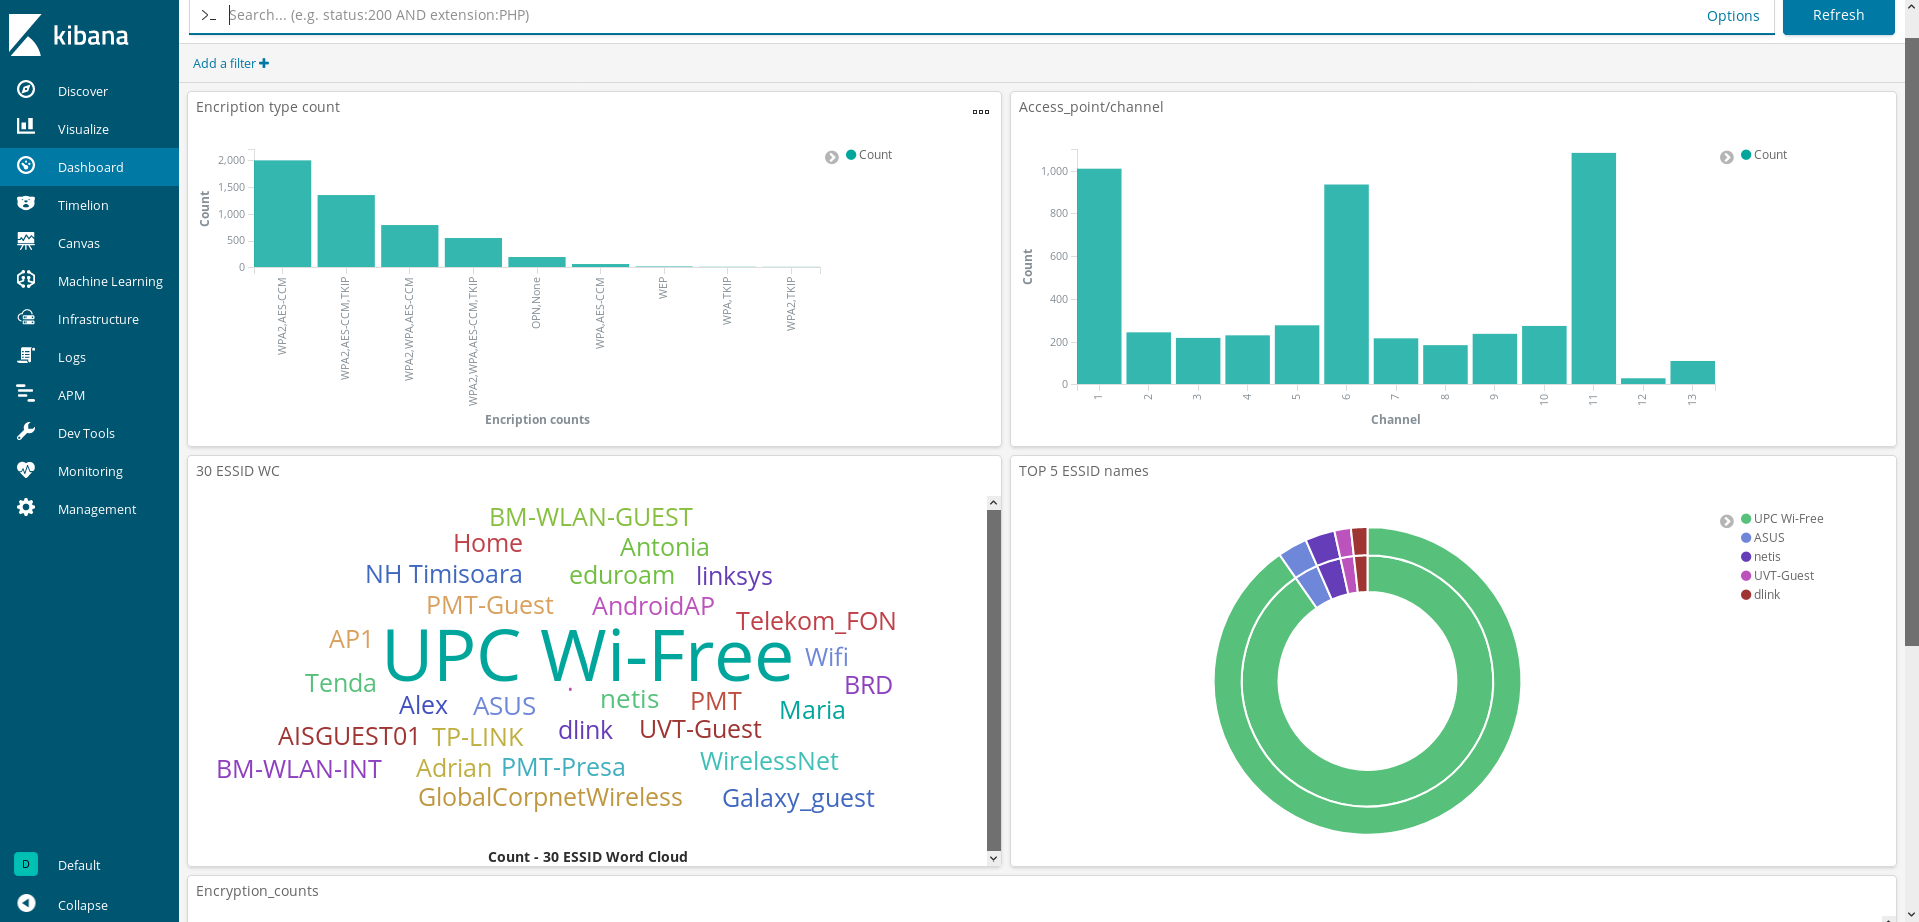 kibana
Discover
Visualize
Dashboard
Timelion
Canvas
Machine Learning
Infrastructure
Logs
APM
Dev Tools
Monitoring
Management
D Default
Collapse
>_ Search... (e.g. status:200 AND extension:PHP)
Options
Refresh
Add a filter +
Encription type count
Count
2,000
1,500
1,000
500
0
WPA2,AES-CCM
WPA2,AES-CCM,TKIP
WPA2,WPA,AES-CCM
WPA2,WPA,AES-CCM,TKIP
OPN,None
WPA,AES-CCM
WEP
WPA,TKIP
WPA2,TKIP
Encription counts
Count
Access_point/channel
Count
1,000
800
600
400
200
0
1
2
3
4
5
6
7
8
9
10
11
12
13
Channel
Count
30 ESSID WC
BM-WLAN-GUEST
Home
Antonia
NH Timisoara
eduroam
linksys
PMT-Guest
AndroidAP
Telekom_FON
AP1
UPC Wi-Free
Wifi
Tenda
.
BRD
Alex
ASUS
netis
PMT
Maria
AISGUEST01
TP-LINK
dlink
UVT-Guest
BM-WLAN-INT
Adrian
PMT-Presa
WirelessNet
GlobalCorpnetWireless
Galaxy_guest
Count - 30 ESSID Word Cloud
TOP 5 ESSID names
UPC Wi-Free
ASUS
netis
UVT-Guest
dlink
Encryption_counts